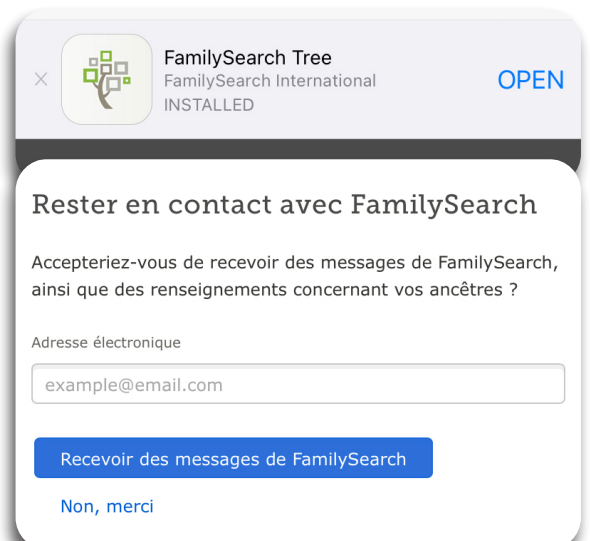 FamilySearch Tree
FamilySearch International
INSTALLED
OPEN
Rester en contact avec FamilySearch
Accepteriez-vous de recevoir des messages de FamilySearch,
ainsi que des renseignements concernant vos ancêtres ?
Adresse électronique
example@email.com
Recevoir des messages de FamilySearch
Non, merci